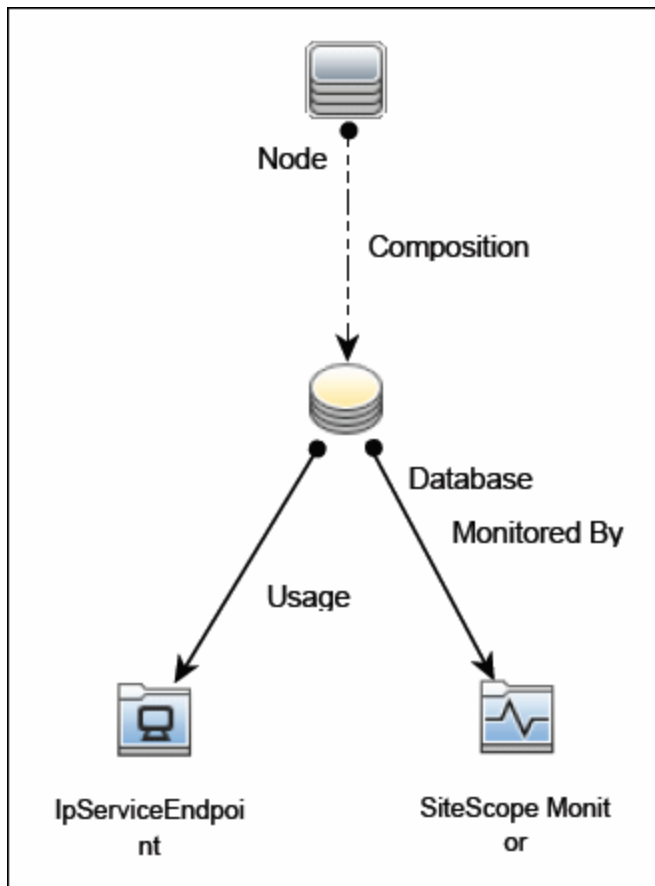 Node
Composition
Database
Monitored By
Usage
IpServiceEndpoi
nt
SiteScope Monit
or